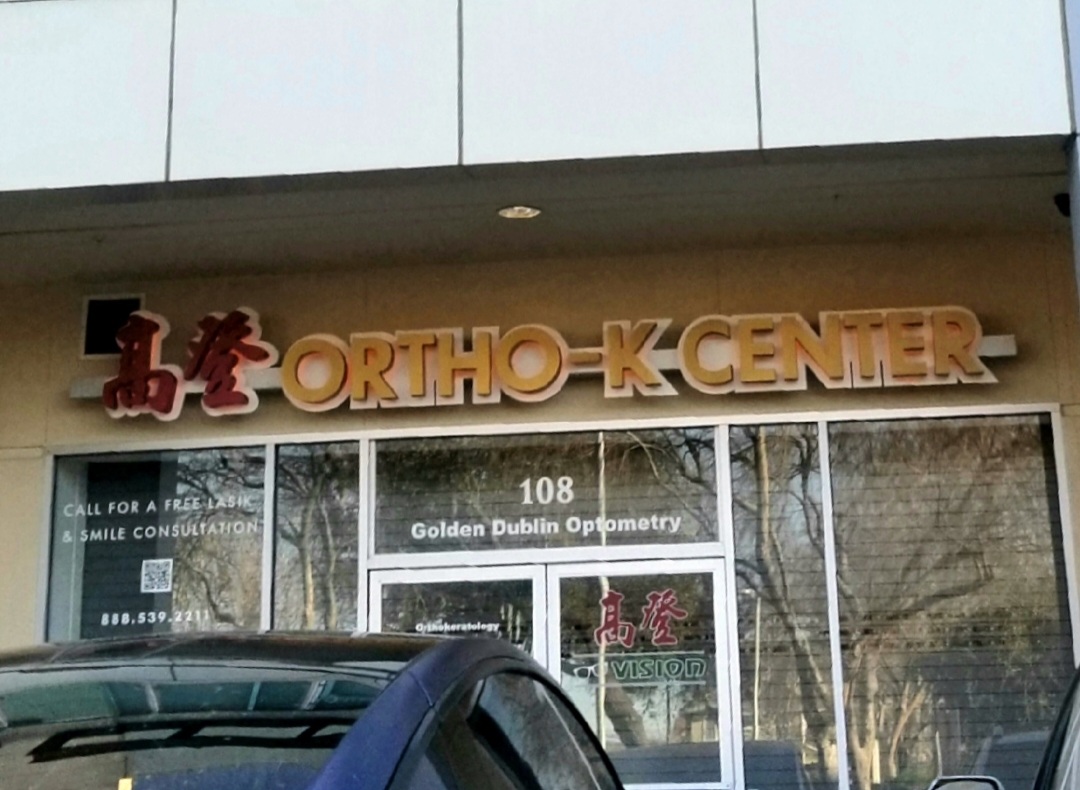 高登 ORTHO-K CENTER
CALL FOR A FREE LASIK
& SMILE CONSULTATION
888.539.2211
108
Golden Dublin Optometry
Orthokeratology
高登
VISION